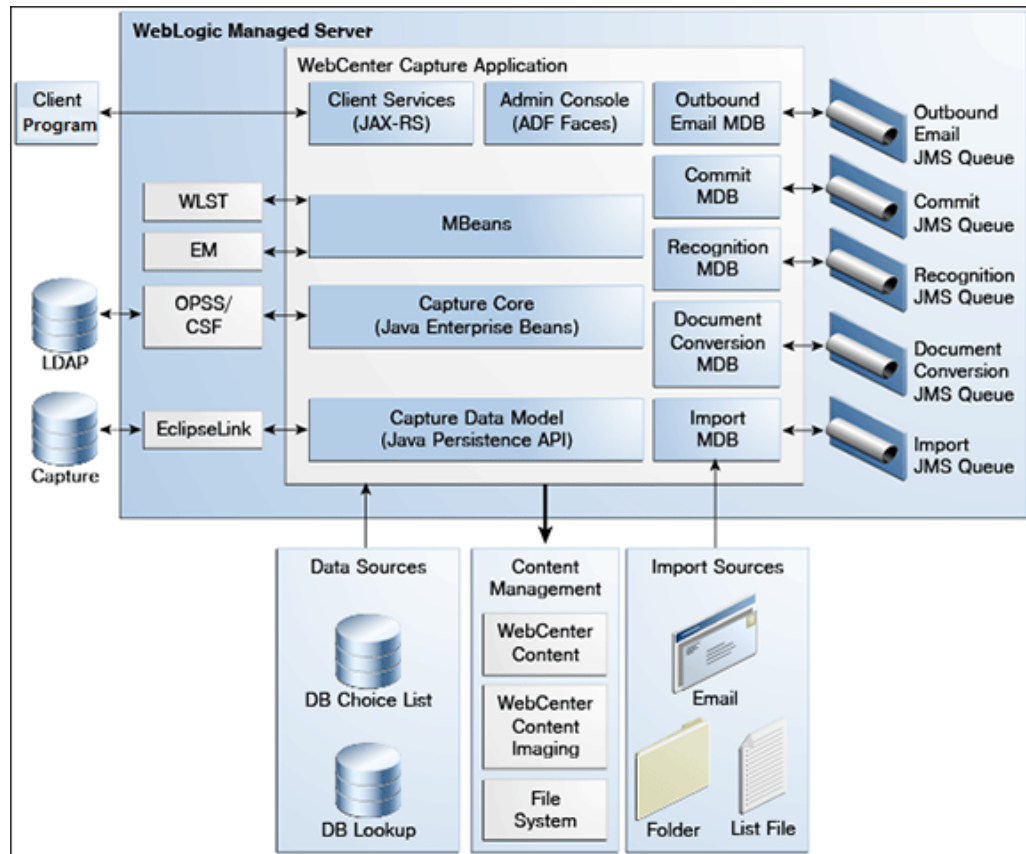 WebLogic Managed Server
WebCenter Capture Application
Client
Program
Client Services
(JAX-RS)
Admin Console
(ADF Faces)
Outbound
Email MDB
Outbound
Email
JMS Queue
WLST
EM
MBeans
Commit
MDB
Commit
JMS Queue
Recognition
MDB
Recognition
JMS Queue
LDAP
OPSS/
CSF
Capture Core
(Java Enterprise Beans)
Document
Conversion
MDB
Document
Conversion
JMS Queue
Capture
EclipseLink
Capture Data Model
(Java Persistence API)
Import
MDB
Import
JMS Queue
Data Sources
DB Choice List
DB Lookup
Content
Management
WebCenter
Content
WebCenter
Content
Imaging
File
System
Import Sources
Email
Folder
List File